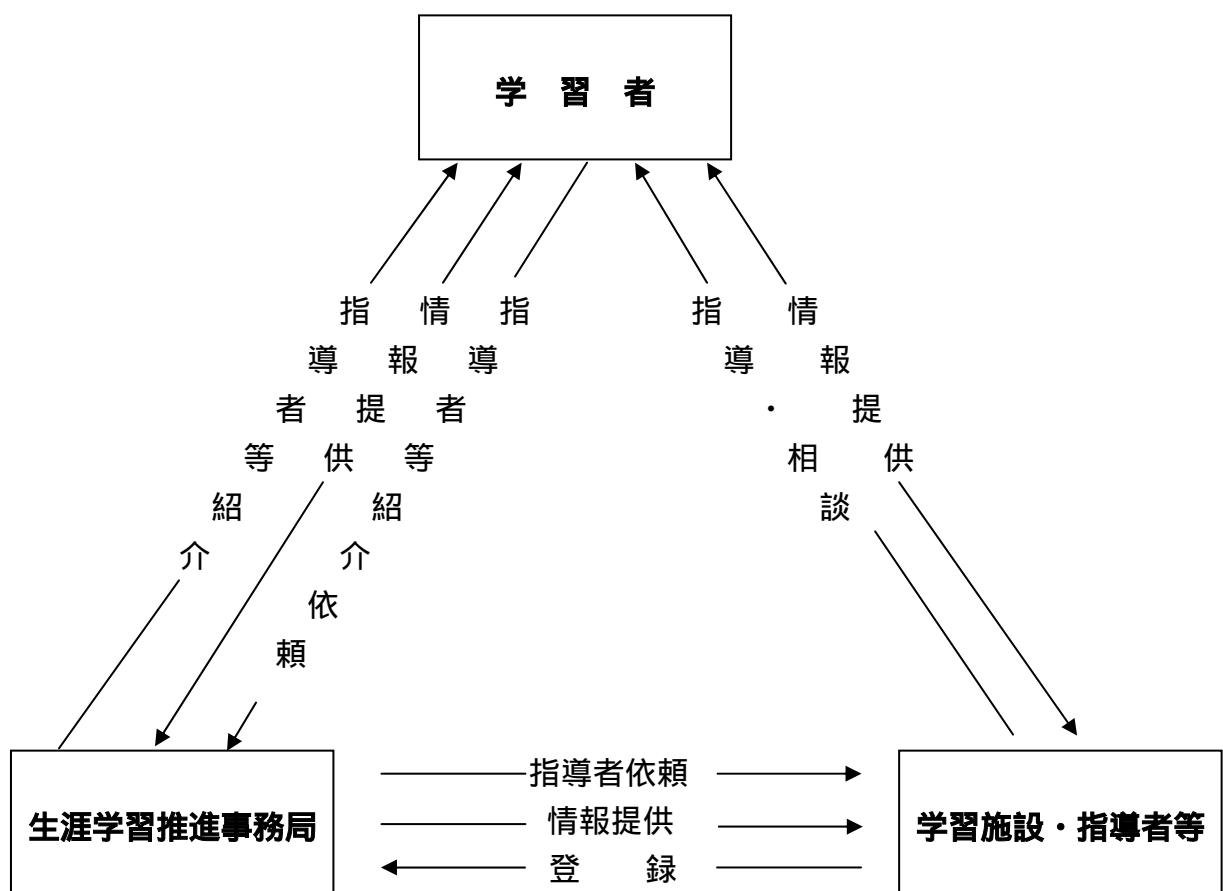 学　習　者
指導者等紹介
情報提供
指導者等紹介依頼
指導・相談
情報提供
生涯学習推進事務局
指導者依頼
情報提供
登　録
学習施設・指導者等